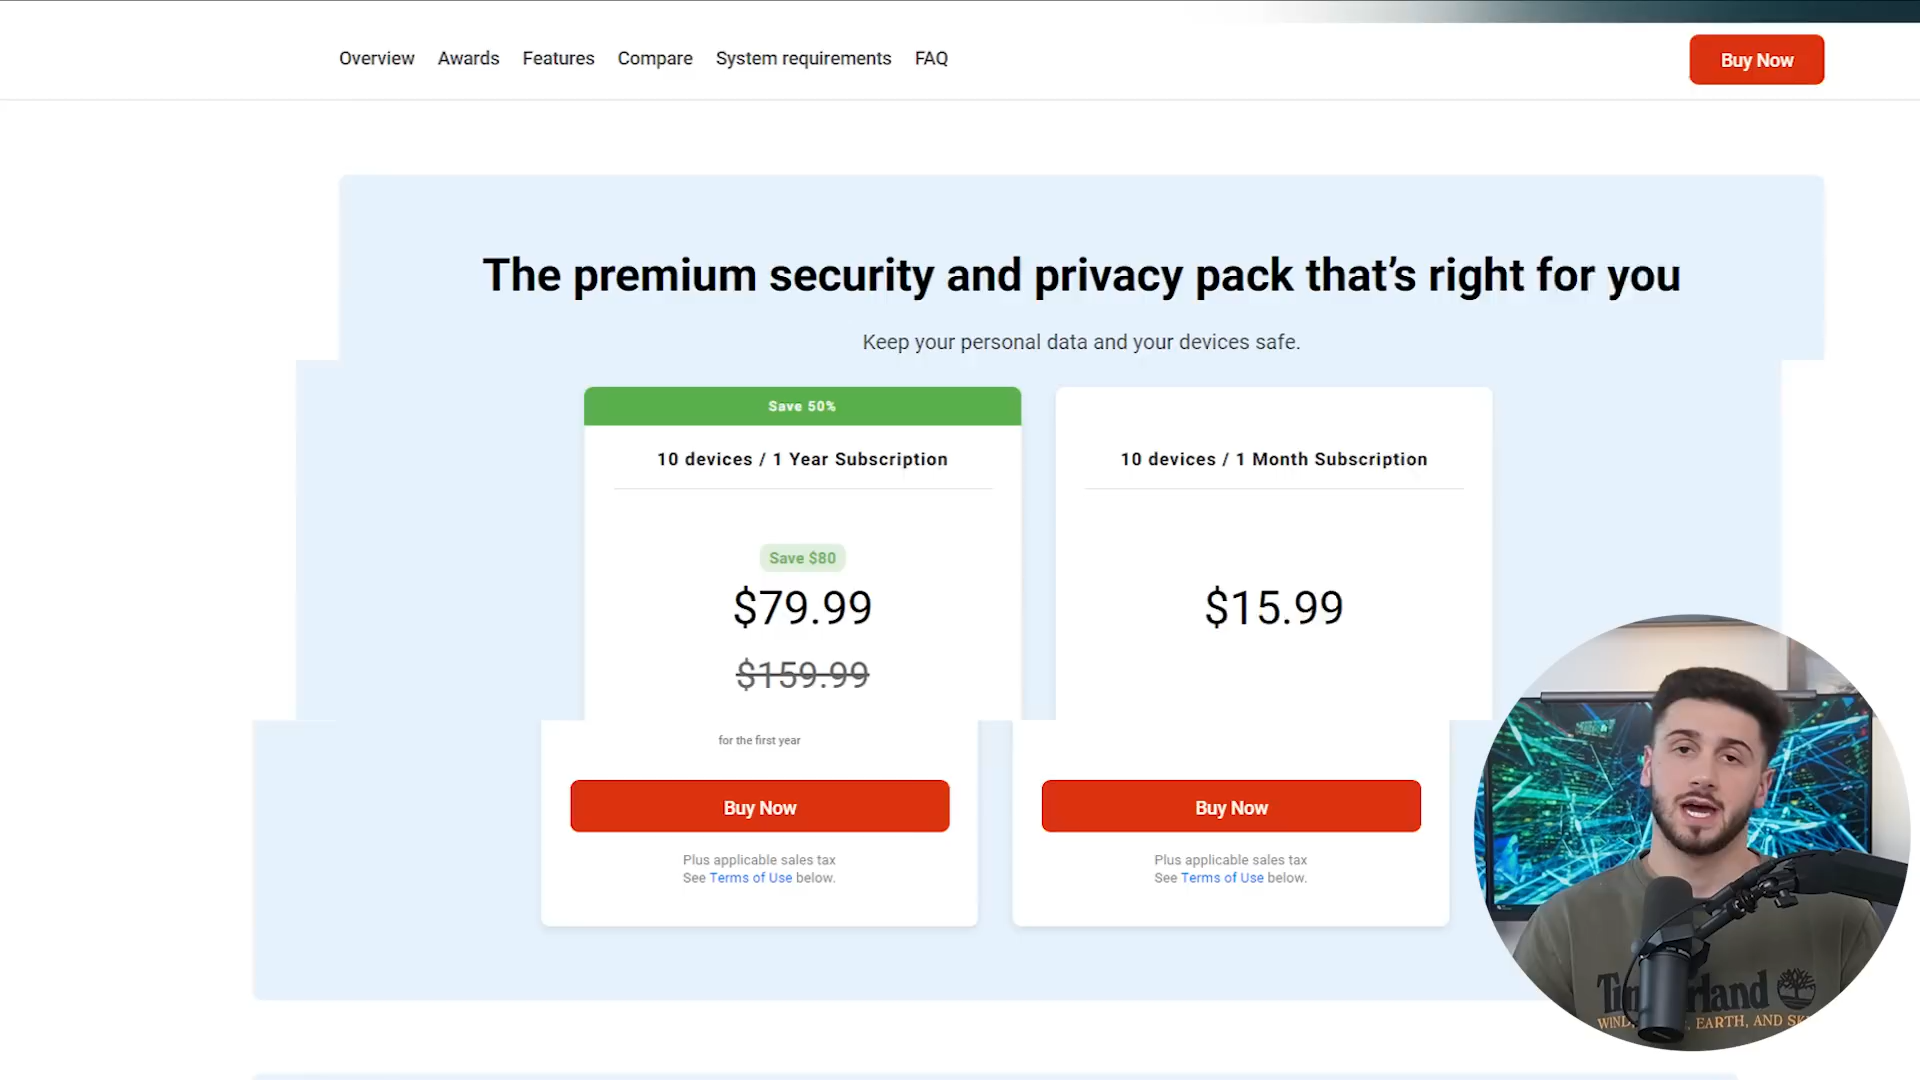 Overview Awards Features Compare System requirements FAQ
Buy Now
The premium security and privacy pack that's right for you
Keep your personal data and your devices safe.
Save 50%
10 devices / 1 Year Subscription
Save $80
$79.99
$159.99
for the first year
Buy Now
Plus applicable sales tax
See Terms of Use below.
10 devices / 1 Month Subscription
$15.99
Buy Now
Plus applicable sales tax
See Terms of Use below.
EARTH, AND